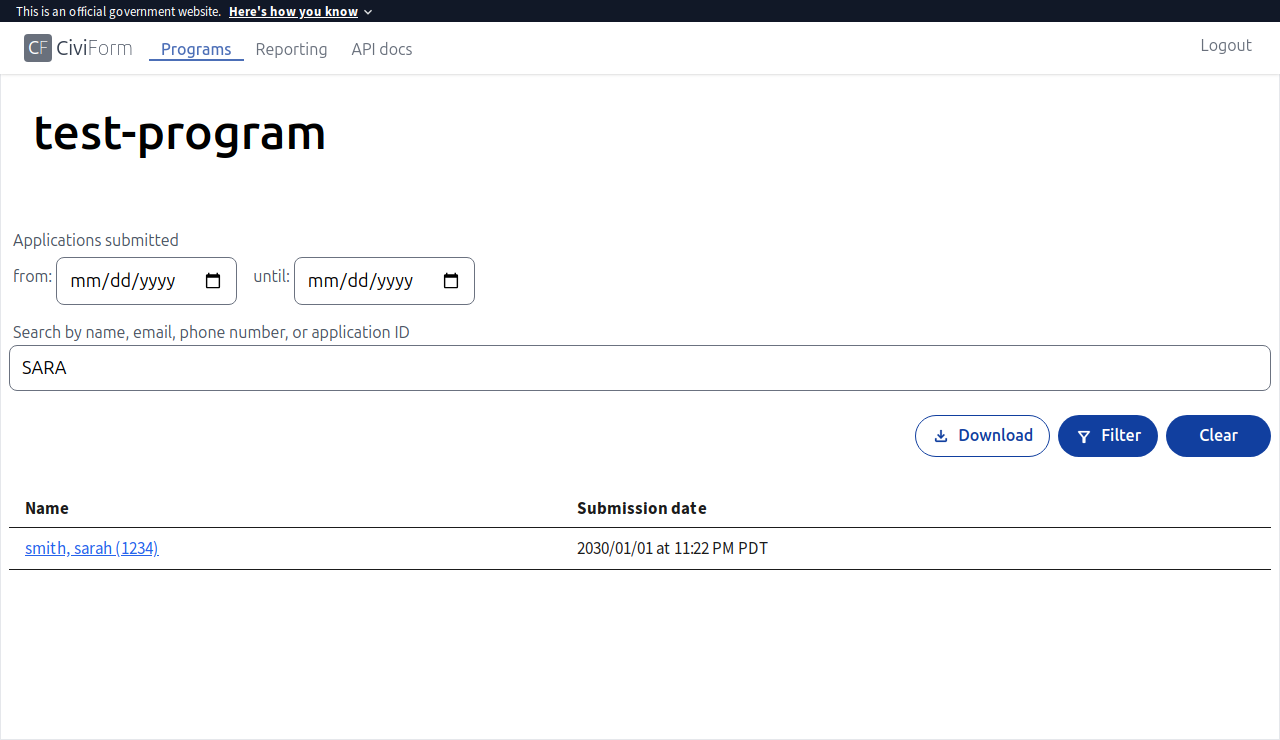 This is an official government website. Here's how you know
CF CiviForm Programs Reporting API docs Logout
test-program
Applications submitted
from: mm/dd/yyyy until: mm/dd/yyyy
Search by name, email, phone number, or application ID
SARA
Download Filter Clear
Name Submission date
smith, sarah (1234) 2030/01/01 at 11:22 PM PDT